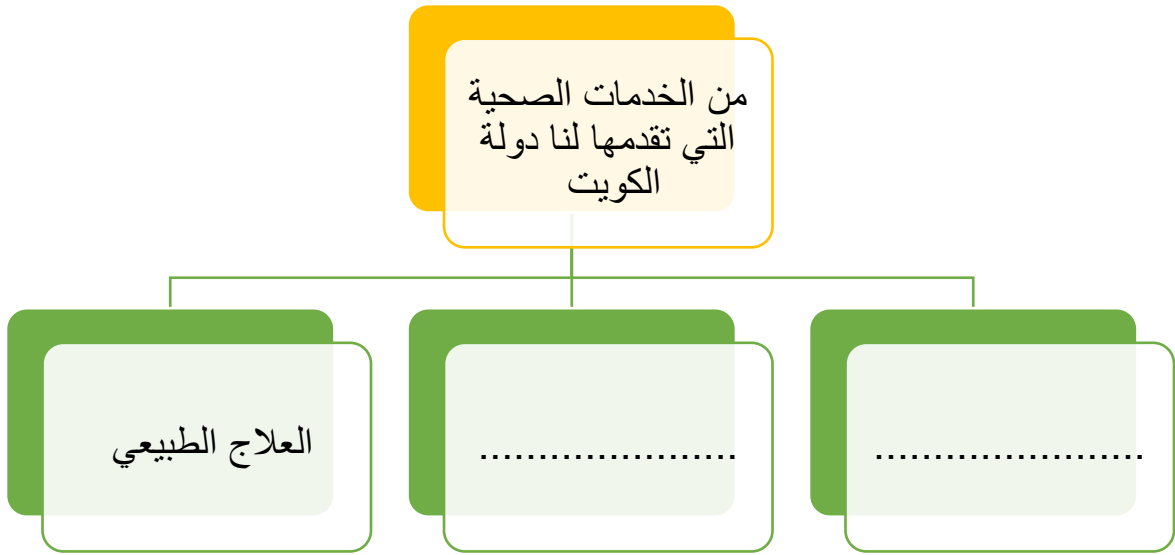 من الخدمات الصحية
التي تقدمها لنا دولة
الكويت
.......................
......................
العلاج الطبيعي